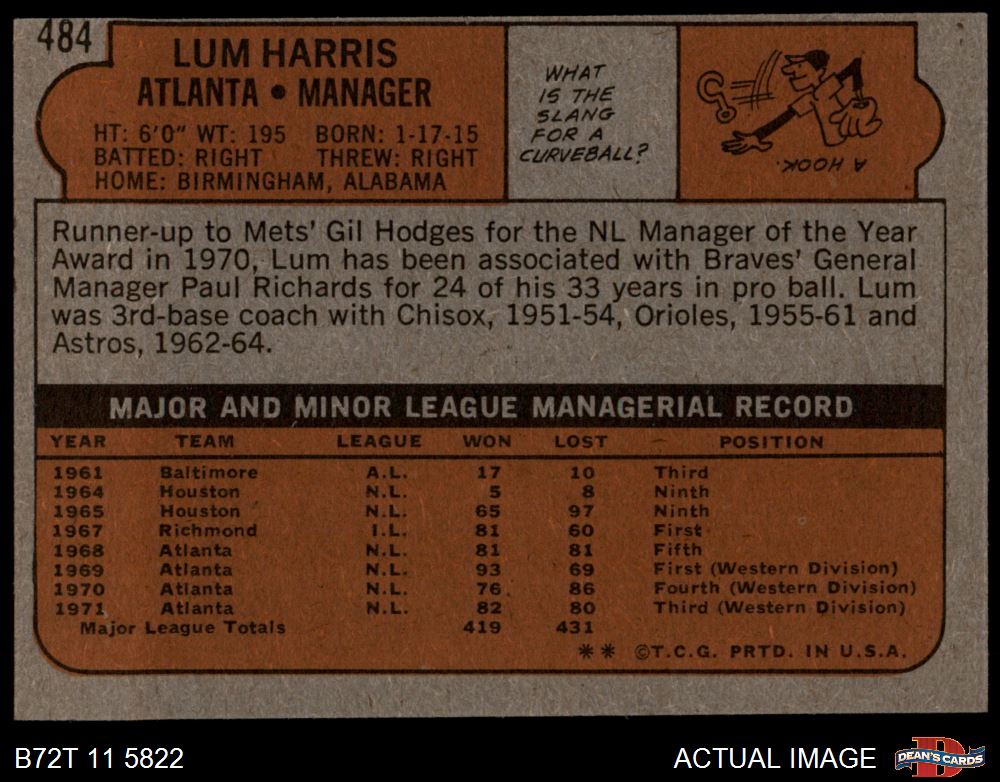 484
LUM HARRIS
ATLANTA • MANAGER
HT: 6'0" WT: 195 BORN: 1-17-15
BATTED: RIGHT THREW: RIGHT
HOME: BIRMINGHAM, ALABAMA
WHAT
IS THE
SLANG
FOR A
CURVEBALL?
A HOOK.
Runner-up to Mets' Gil Hodges for the NL Manager of the Year
Award in 1970, Lum has been associated with Braves' General
Manager Paul Richards for 24 of his 33 years in pro ball. Lum
was 3rd-base coach with Chisox, 1951-54, Orioles, 1955-61 and
Astros, 1962-64.
MAJOR AND MINOR LEAGUE MANAGERIAL RECORD
YEAR TEAM LEAGUE WON LOST POSITION
1961 Baltimore A.L. 17 10 Third
1964 Houston N.L. 5 8 Ninth
1965 Houston N.L. 65 97 Ninth
1967 Richmond I.L. 81 60 First
1968 Atlanta N.L. 81 81 Fifth
1969 Atlanta N.L. 93 69 First (Western Division)
1970 Atlanta N.L. 76 86 Fourth (Western Division)
1971 Atlanta N.L. 82 80 Third (Western Division)
Major League Totals 419 431
** ©T.C.G. PRTD. IN U.S.A.
B72T 11 5822
ACTUAL IMAGE
D
DEAN'S CARDS